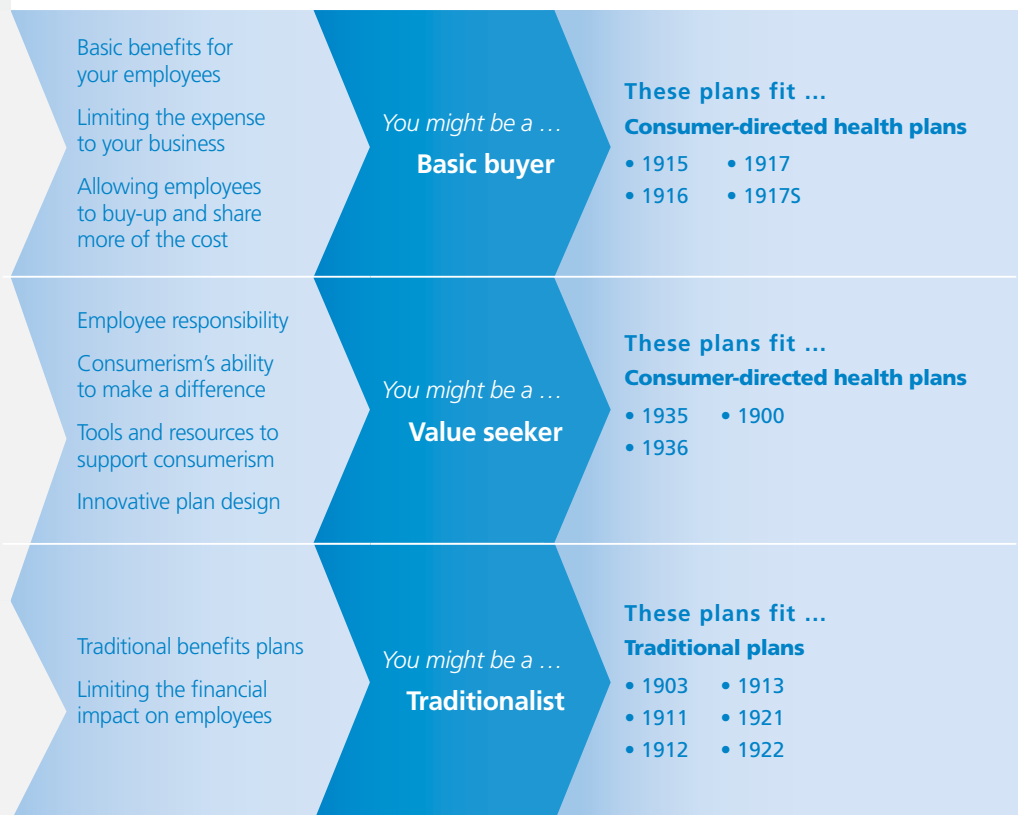 Basic benefits for
your employees
Limiting the expense
to your business
Allowing employees
to buy-up and share
more of the cost
You might be a …
Basic buyer
These plans fit …
Consumer-directed health plans
• 1915 • 1917
• 1916 • 1917S
Employee responsibility
Consumerism’s ability
to make a difference
Tools and resources to
support consumerism
Innovative plan design
You might be a …
Value seeker
These plans fit …
Consumer-directed health plans
• 1935 • 1900
• 1936
Traditional benefits plans
Limiting the financial
impact on employees
You might be a …
Traditionalist
These plans fit …
Traditional plans
• 1903 • 1913
• 1911 • 1921
• 1912 • 1922